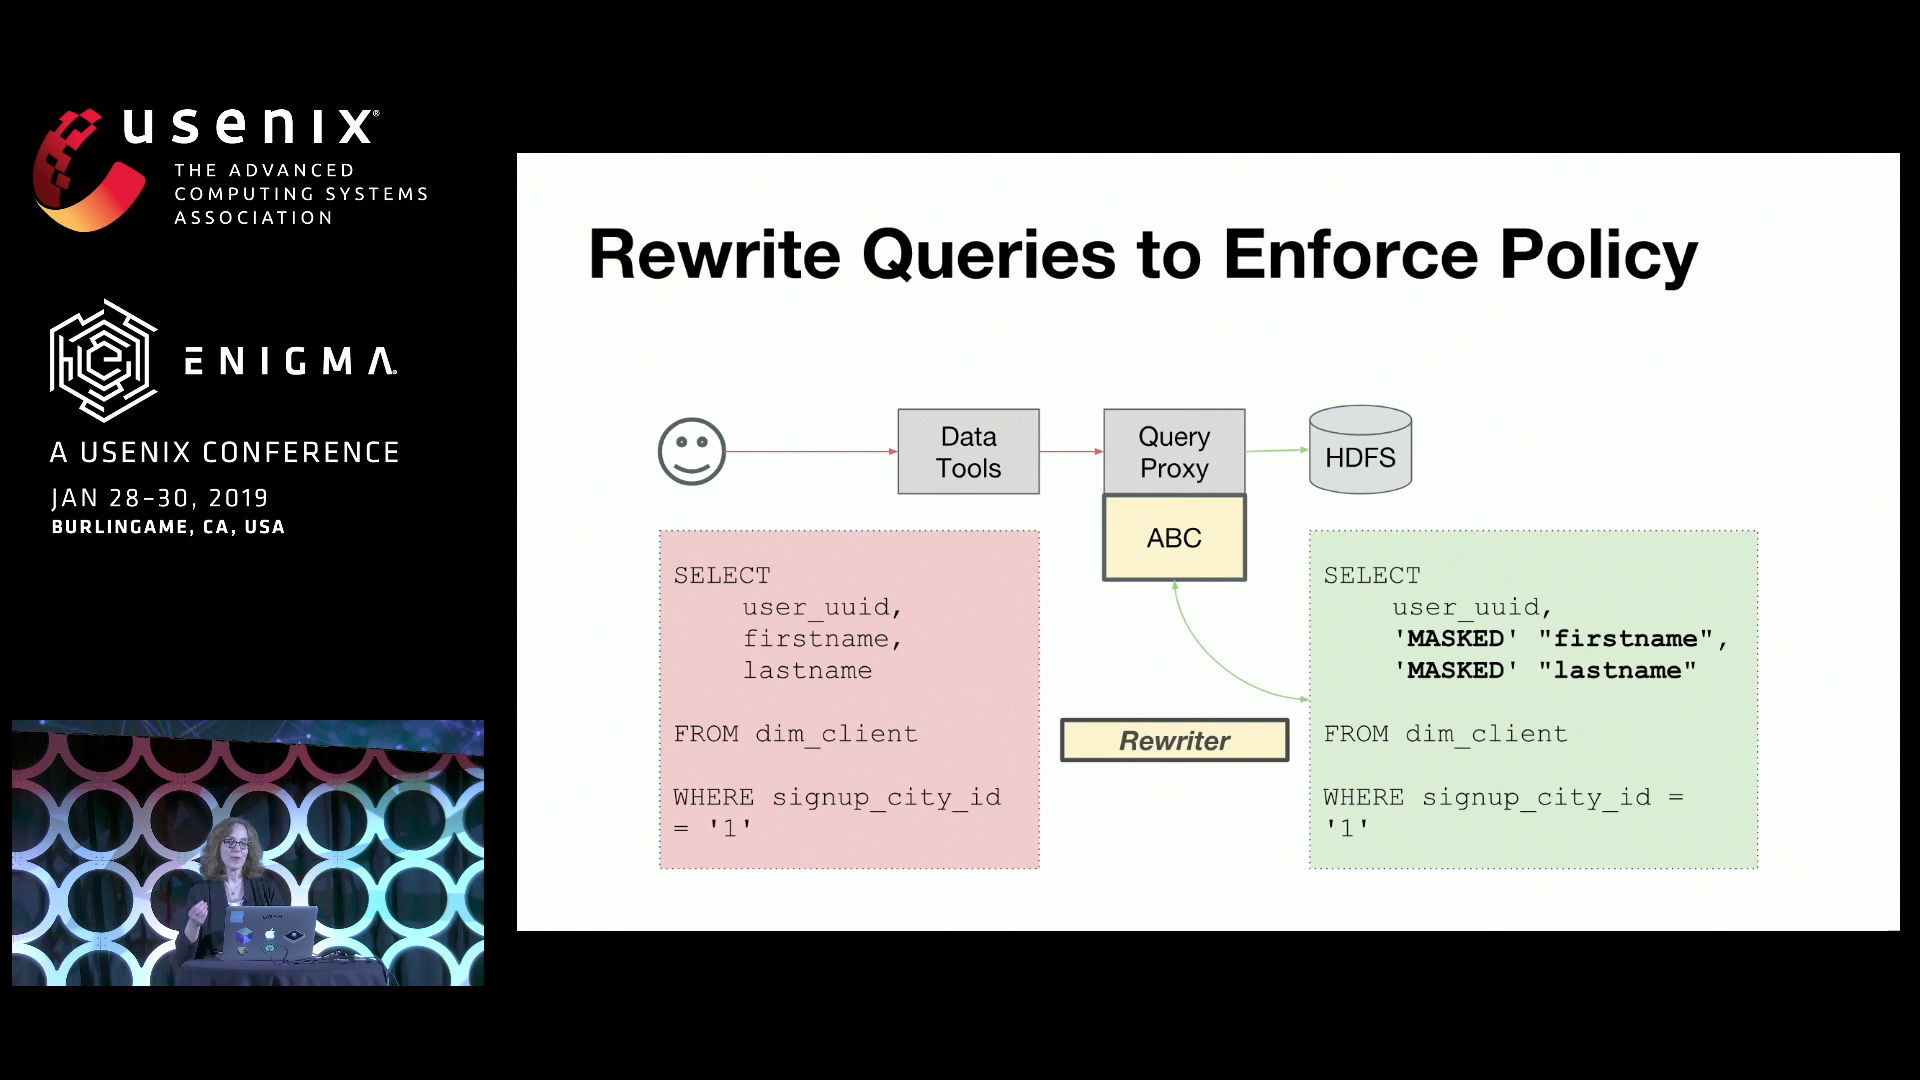 usenix®
THE ADVANCED
COMPUTING SYSTEMS
ASSOCIATION
ENIGMA
A USENIX CONFERENCE
JAN 28–30, 2019
BURLINGAME, CA, USA
Rewrite Queries to Enforce Policy
Data
Tools
Query
Proxy
HDFS
ABC
SELECT
user_uuid,
firstname,
lastname
FROM dim_client
WHERE signup_city_id
= '1'
Rewriter
SELECT
user_uuid,
'MASKED' "firstname",
'MASKED' "lastname"
FROM dim_client
WHERE signup_city_id =
'1'